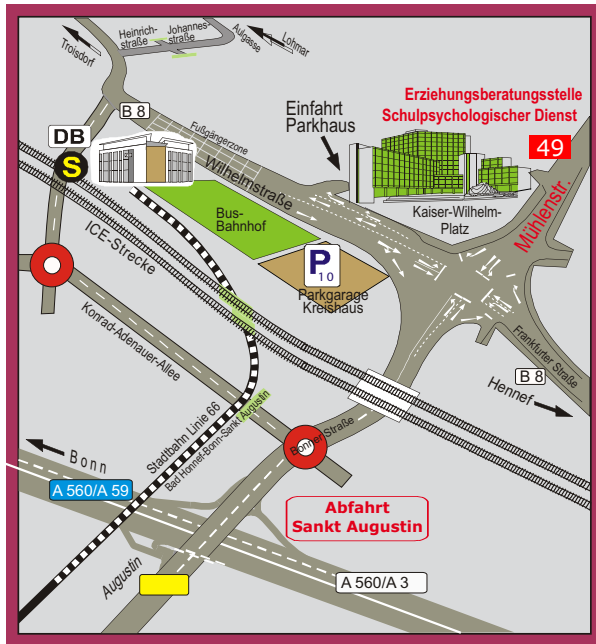 Heinrich-
straße
Johannes-
straße
Aulgasse
Lohmar
Troisdorf
Erziehungsberatungsstelle
Schulpsychologischer Dienst
49
Einfahrt
Parkhaus
B 8
DB
S
Fußgängerzone
Wilhelmstraße
Mühlenstr.
Kaiser-Wilhelm-
Platz
Bus-
Bahnhof
P
10
Parkgarage
Kreishaus
ICE-Strecke
Konrad-Adenauer-Allee
Frankfurter Straße
B 8
Hennef
Stadtbahn Linie 66
Bad Honnef-Bonn-Sankt Augustin
Bonner Straße
Bonn
A 560/A 59
Abfahrt
Sankt Augustin
Augustin
A 560/A 3